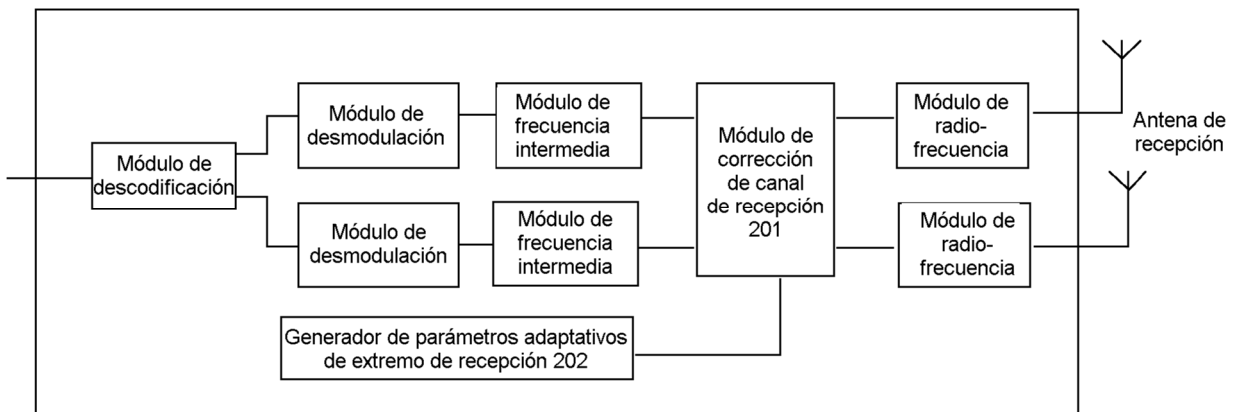 Módulo de
descodificación
Módulo de
desmodulación
Módulo de
frecuencia
intermedia
Módulo de
desmodulación
Módulo de
frecuencia
intermedia
Módulo de
corrección
de canal
de recepción
201
Módulo de
radio-
frecuencia
Módulo de
radio-
frecuencia
Antena de
recepción
Generador de parámetros adaptativos
de extremo de recepción 202